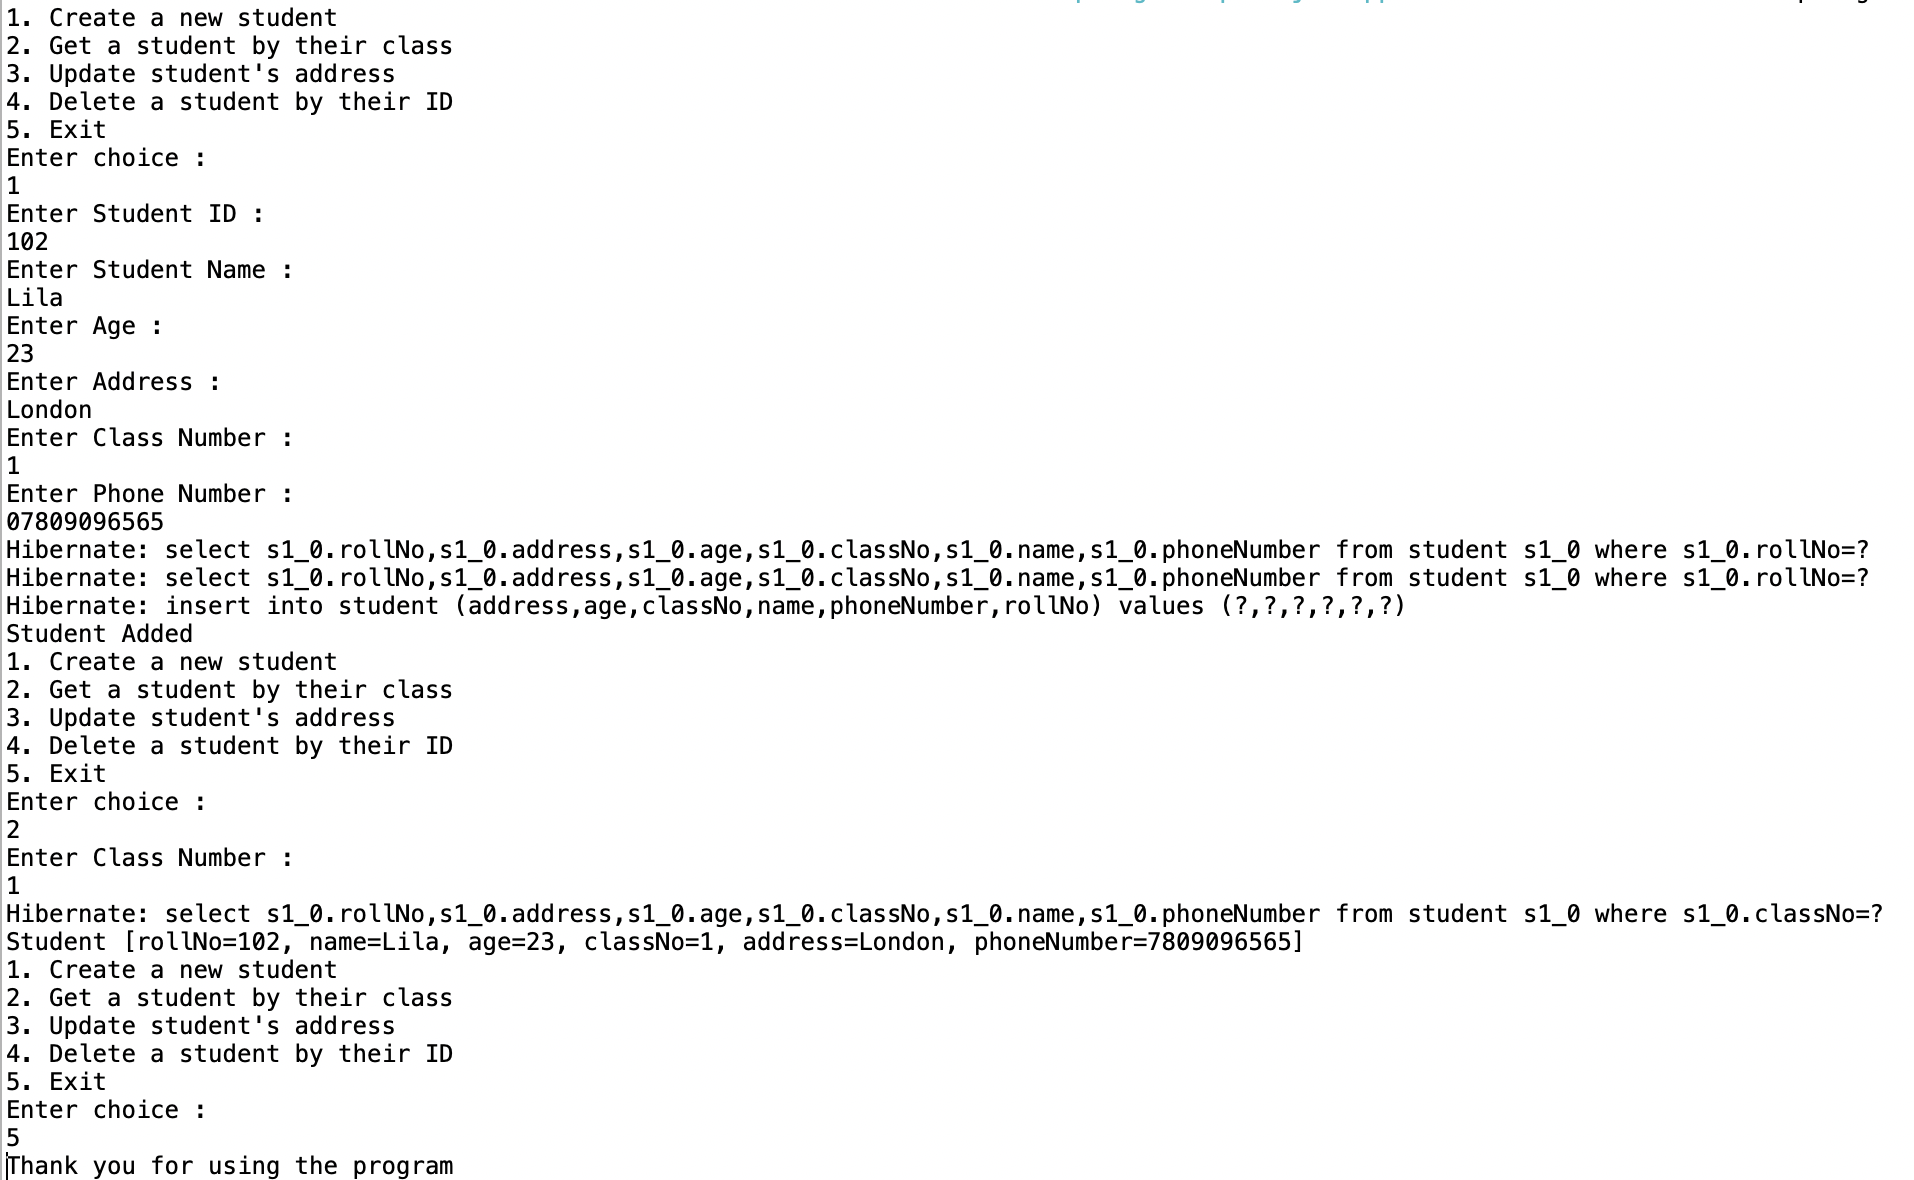 1. Create a new student
2. Get a student by their class
3. Update student's address
4. Delete a student by their ID
5. Exit
Enter choice :
1
Enter Student ID :
102
Enter Student Name :
Lila
Enter Age :
23
Enter Address :
London
Enter Class Number :
1
Enter Phone Number :
07809096565
Hibernate: select s1_0.rollNo,s1_0.address,s1_0.age,s1_0.classNo,s1_0.name,s1_0.phoneNumber from student s1_0 where s1_0.rollNo=?
Hibernate: select s1_0.rollNo,s1_0.address,s1_0.age,s1_0.classNo,s1_0.name,s1_0.phoneNumber from student s1_0 where s1_0.rollNo=?
Hibernate: insert into student (address,age,classNo,name,phoneNumber,rollNo) values (?,?,?,?,?,?)
Student Added
1. Create a new student
2. Get a student by their class
3. Update student's address
4. Delete a student by their ID
5. Exit
Enter choice :
2
Enter Class Number :
1
Hibernate: select s1_0.rollNo,s1_0.address,s1_0.age,s1_0.classNo,s1_0.name,s1_0.phoneNumber from student s1_0 where s1_0.classNo=?
Student [rollNo=102, name=Lila, age=23, classNo=1, address=London, phoneNumber=7809096565]
1. Create a new student
2. Get a student by their class
3. Update student's address
4. Delete a student by their ID
5. Exit
Enter choice :
5
Thank you for using the program